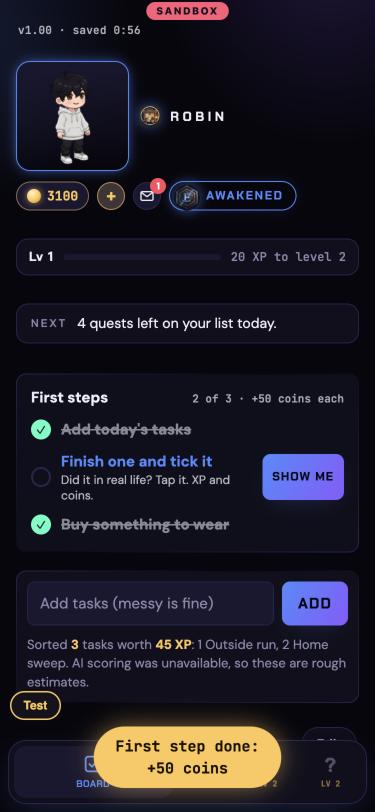 SANDBOX
v1.00 · saved 0:56
ROBIN
3100
+
1
E AWAKENED
Lv 1
20 XP to level 2
NEXT 4 quests left on your list today.
First steps
2 of 3 · +50 coins each
Add today's tasks
Finish one and tick it
Did it in real life? Tap it. XP and
coins.
SHOW ME
Buy something to wear
Add tasks (messy is fine)
ADD
Sorted 3 tasks worth 45 XP: 1 Outside run, 2 Home
sweep. AI scoring was unavailable, so these are rough
estimates.
Test
First step done:
+50 coins
?
LV 2